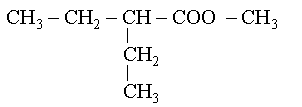 CH₃ – CH₂ – CH – COO – CH₃
CH₂
CH₃